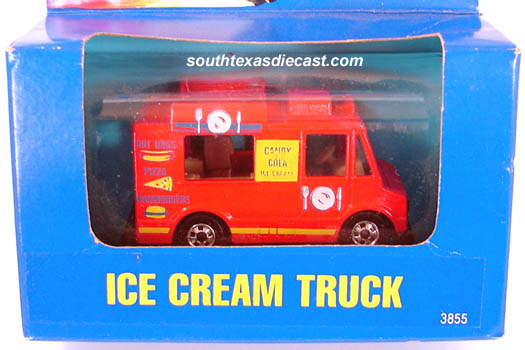 southtexasdiecast.com
HOT DOGS
PIZZA
HAMBURGERS
CANDY
COLA
ICE CREAM
ICE CREAM TRUCK
3855